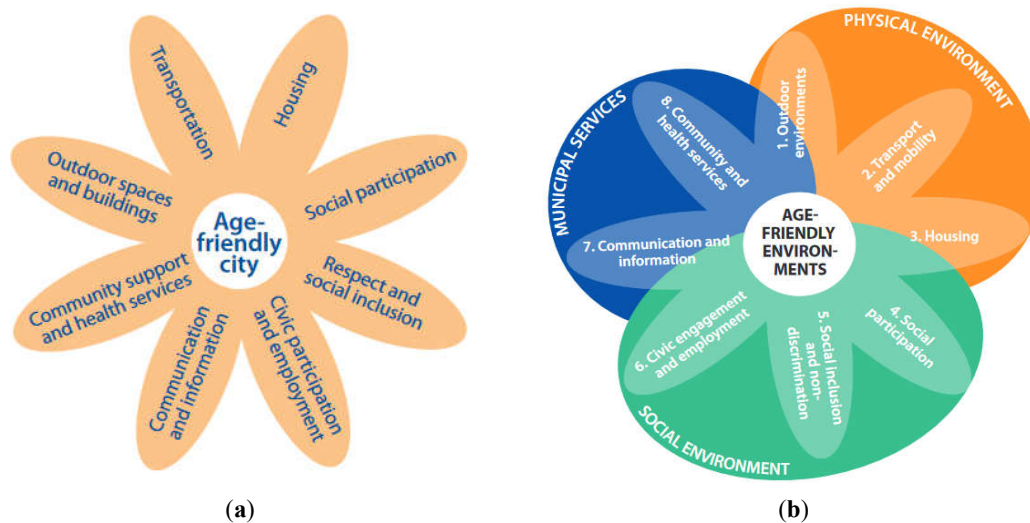 Transportation
Housing
Social participation
Respect and
social inclusion
Civic participation
and employment
Communication
and information
Community support
and health services
Outdoor spaces
and buildings
Age-
friendly
city
(a)
PHYSICAL ENVIRONMENT
MUNICIPAL SERVICES
SOCIAL ENVIRONMENT
1. Outdoor
environments
2. Transport
and mobility
3. Housing
4. Social
participation
5. Social inclusion
and non-
discrimination
6. Civic engagement
and employment
7. Communication and
information
8. Community and
health services
AGE-
FRIENDLY
ENVIRON-
MENTS
(b)